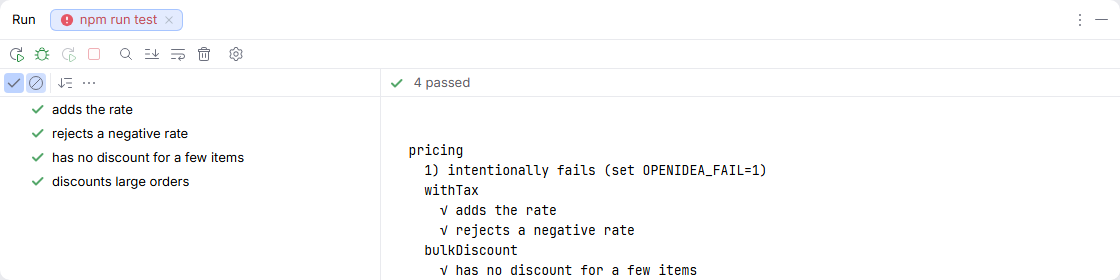 Run npm run test
4 passed
adds the rate
rejects a negative rate
has no discount for a few items
discounts large orders
pricing
1) intentionally fails (set OPENIDEA_FAIL=1)
withTax
√ adds the rate
√ rejects a negative rate
bulkDiscount
√ has no discount for a few items